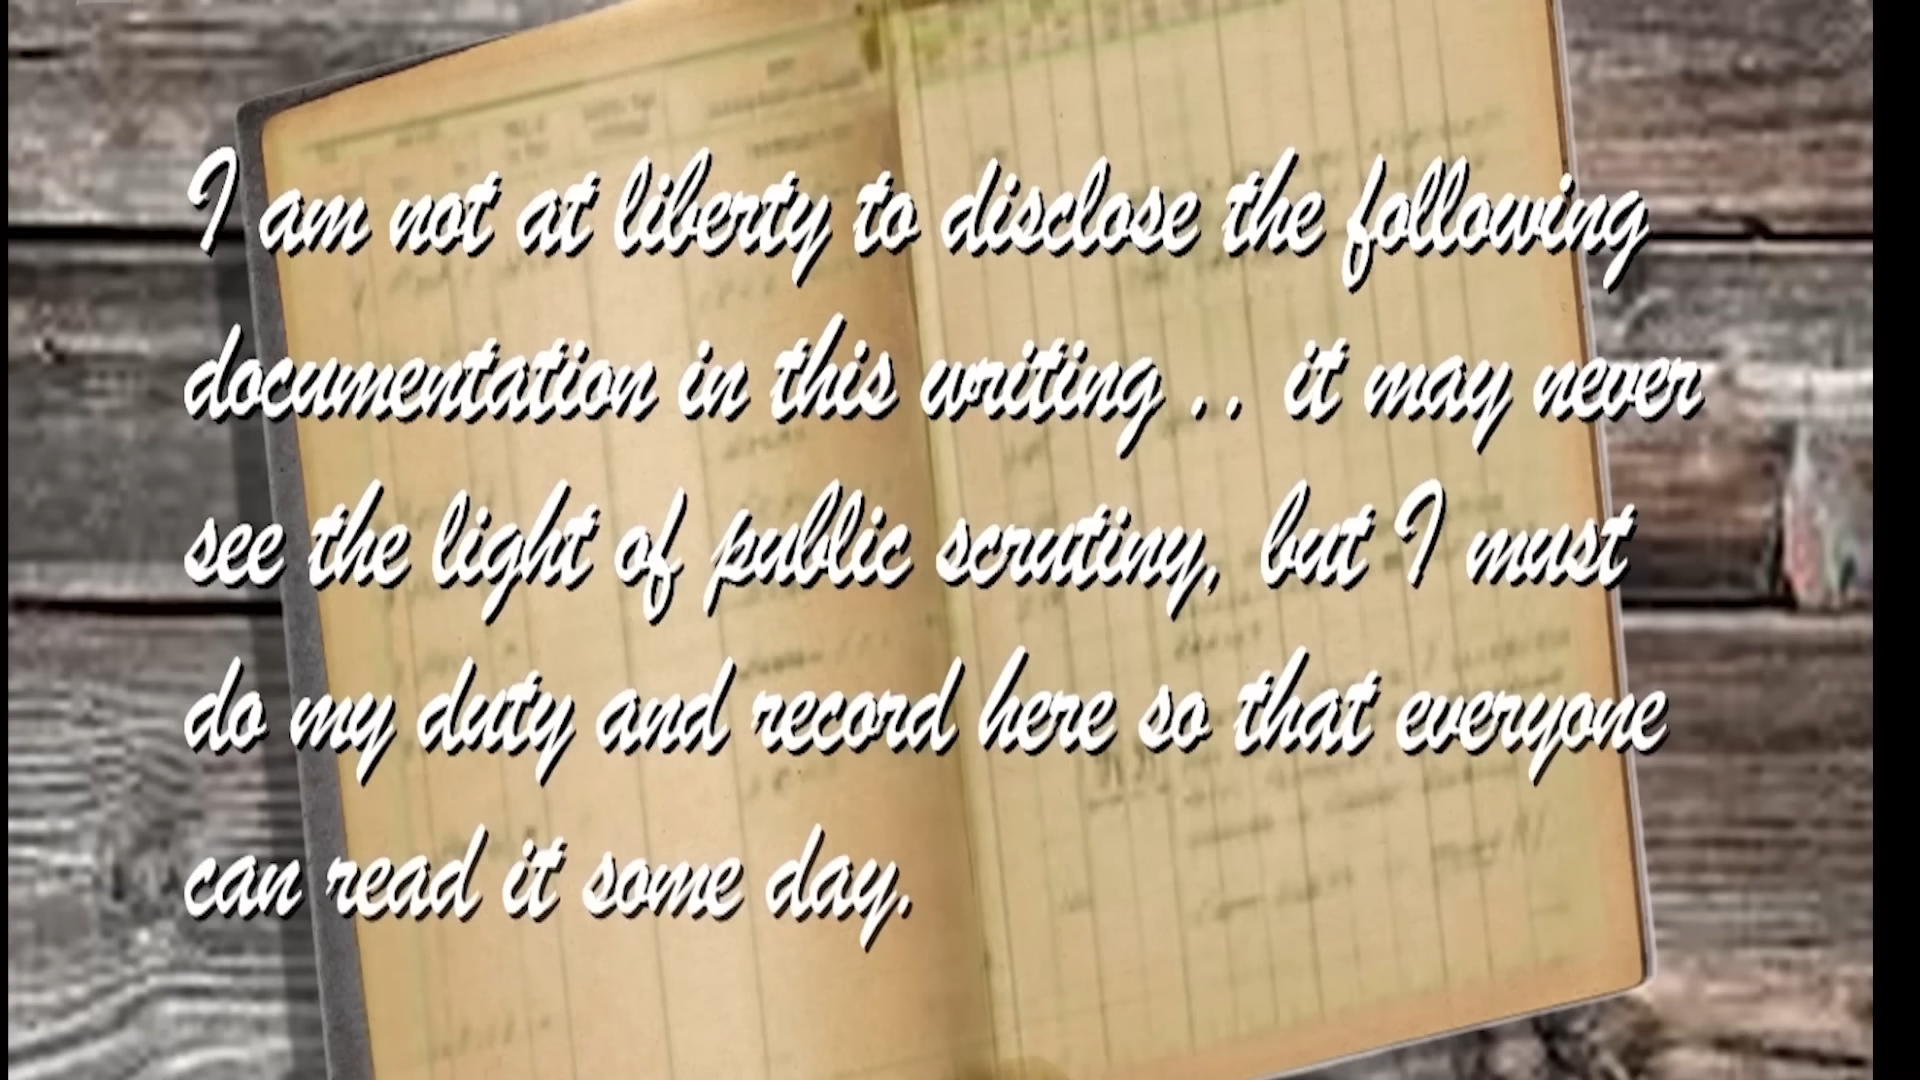 I am not at liberty to disclose the following
documentation in this writing .. it may never
see the light of public scrutiny, but I must
do my duty and record here so that everyone
can read it some day.